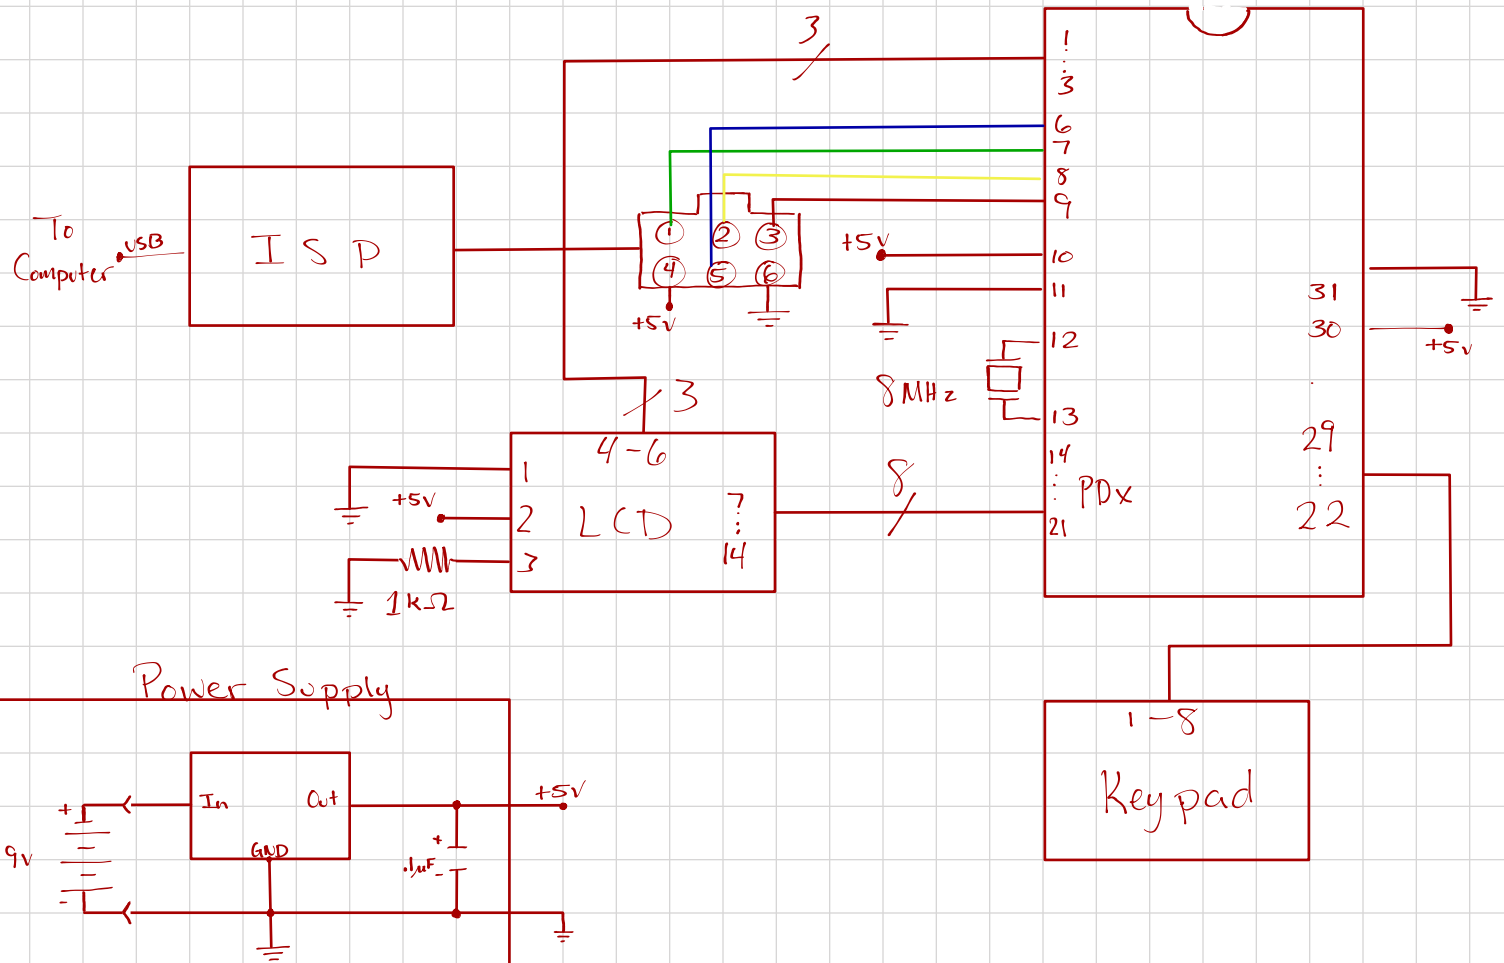 3
1
3
6
7
8
9
To
Computer
USB
ISP
1 2 3
4 5 6
+5v
+5v
10
11
31
30
+5v
12
8MHz
13
3
4-6
29
22
14
PDx
21
8
1
+5v
2
LCD
7
14
3
1kΩ
Power Supply
1-8
Keypad
In
Out
+5v
+
9v
GND
+
.1uF
-
-